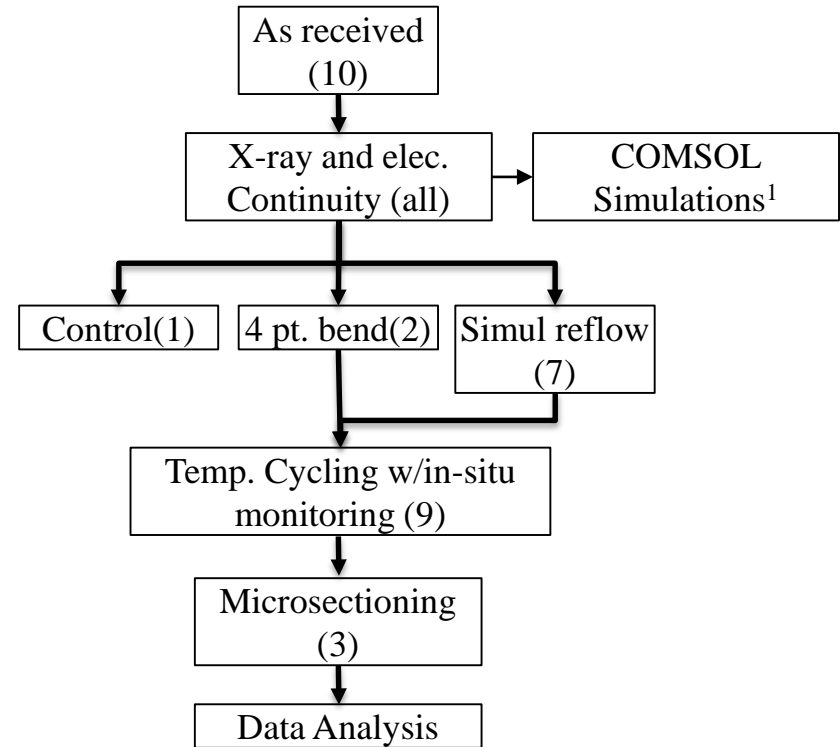 As received
(10)
X-ray and elec.
Continuity (all)
COMSOL
Simulations¹
Control(1)
4 pt. bend(2)
Simul reflow
(7)
Temp. Cycling w/in-situ
monitoring (9)
Microsectioning
(3)
Data Analysis